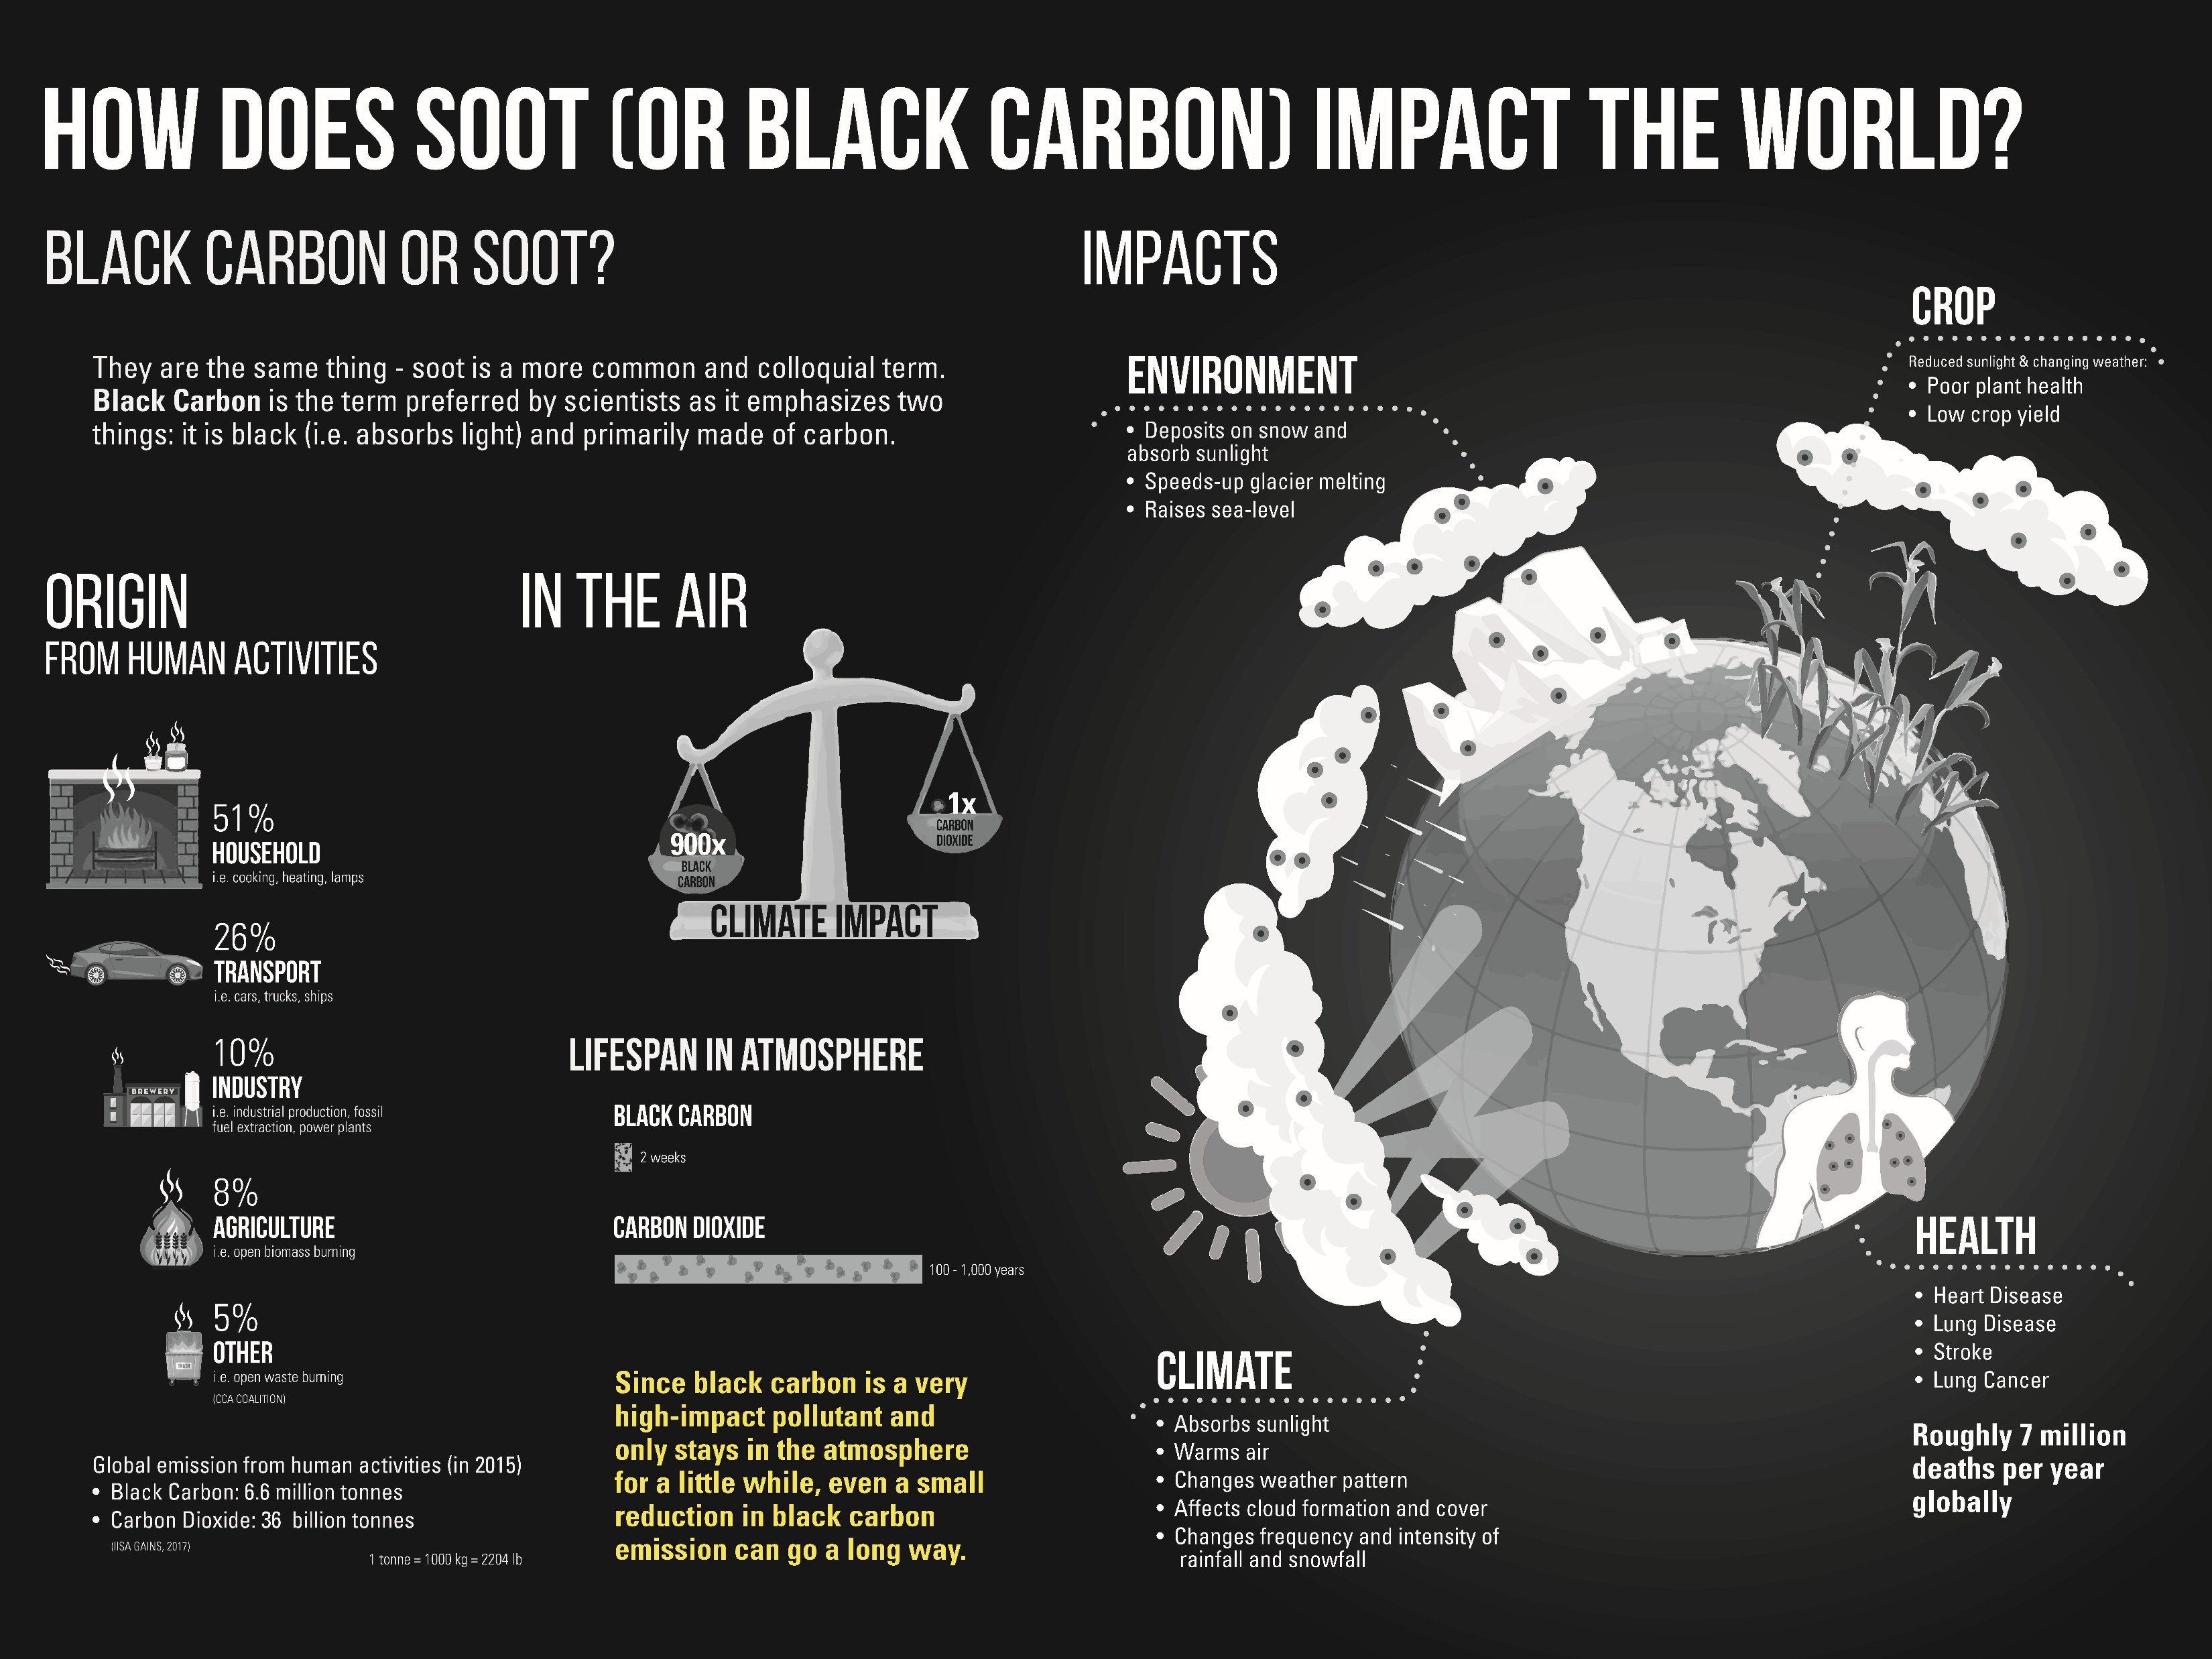 HOW DOES SOOT (OR BLACK CARBON) IMPACT THE WORLD?
BLACK CARBON OR SOOT?
They are the same thing - soot is a more common and colloquial term.
Black Carbon is the term preferred by scientists as it emphasizes two
things: it is black (i.e. absorbs light) and primarily made of carbon.
ORIGIN
FROM HUMAN ACTIVITIES
51%
HOUSEHOLD
i.e. cooking, heating, lamps
26%
TRANSPORT
i.e. cars, trucks, ships
10%
BREWERY
INDUSTRY
i.e. industrial production, fossil
fuel extraction, power plants
8%
AGRICULTURE
i.e. open biomass burning
5%
OTHER
i.e. open waste burning
(CCA COALITION)
Global emission from human activities (in 2015)
• Black Carbon: 6.6 million tonnes
• Carbon Dioxide: 36 billion tonnes
(IISA GAINS, 2017)
1 tonne = 1000 kg = 2204 lb
IN THE AIR
900x
BLACK
CARBON
1x
CARBON
DIOXIDE
CLIMATE IMPACT
LIFESPAN IN ATMOSPHERE
BLACK CARBON
2 weeks
CARBON DIOXIDE
100 - 1,000 years
Since black carbon is a very
high-impact pollutant and
only stays in the atmosphere
for a little while, even a small
reduction in black carbon
emission can go a long way.
IMPACTS
ENVIRONMENT
• Deposits on snow and
absorb sunlight
• Speeds-up glacier melting
• Raises sea-level
CROP
Reduced sunlight & changing weather:
• Poor plant health
• Low crop yield
CLIMATE
• Absorbs sunlight
• Warms air
• Changes weather pattern
• Affects cloud formation and cover
• Changes frequency and intensity of
rainfall and snowfall
HEALTH
• Heart Disease
• Lung Disease
• Stroke
• Lung Cancer
Roughly 7 million
deaths per year
globally